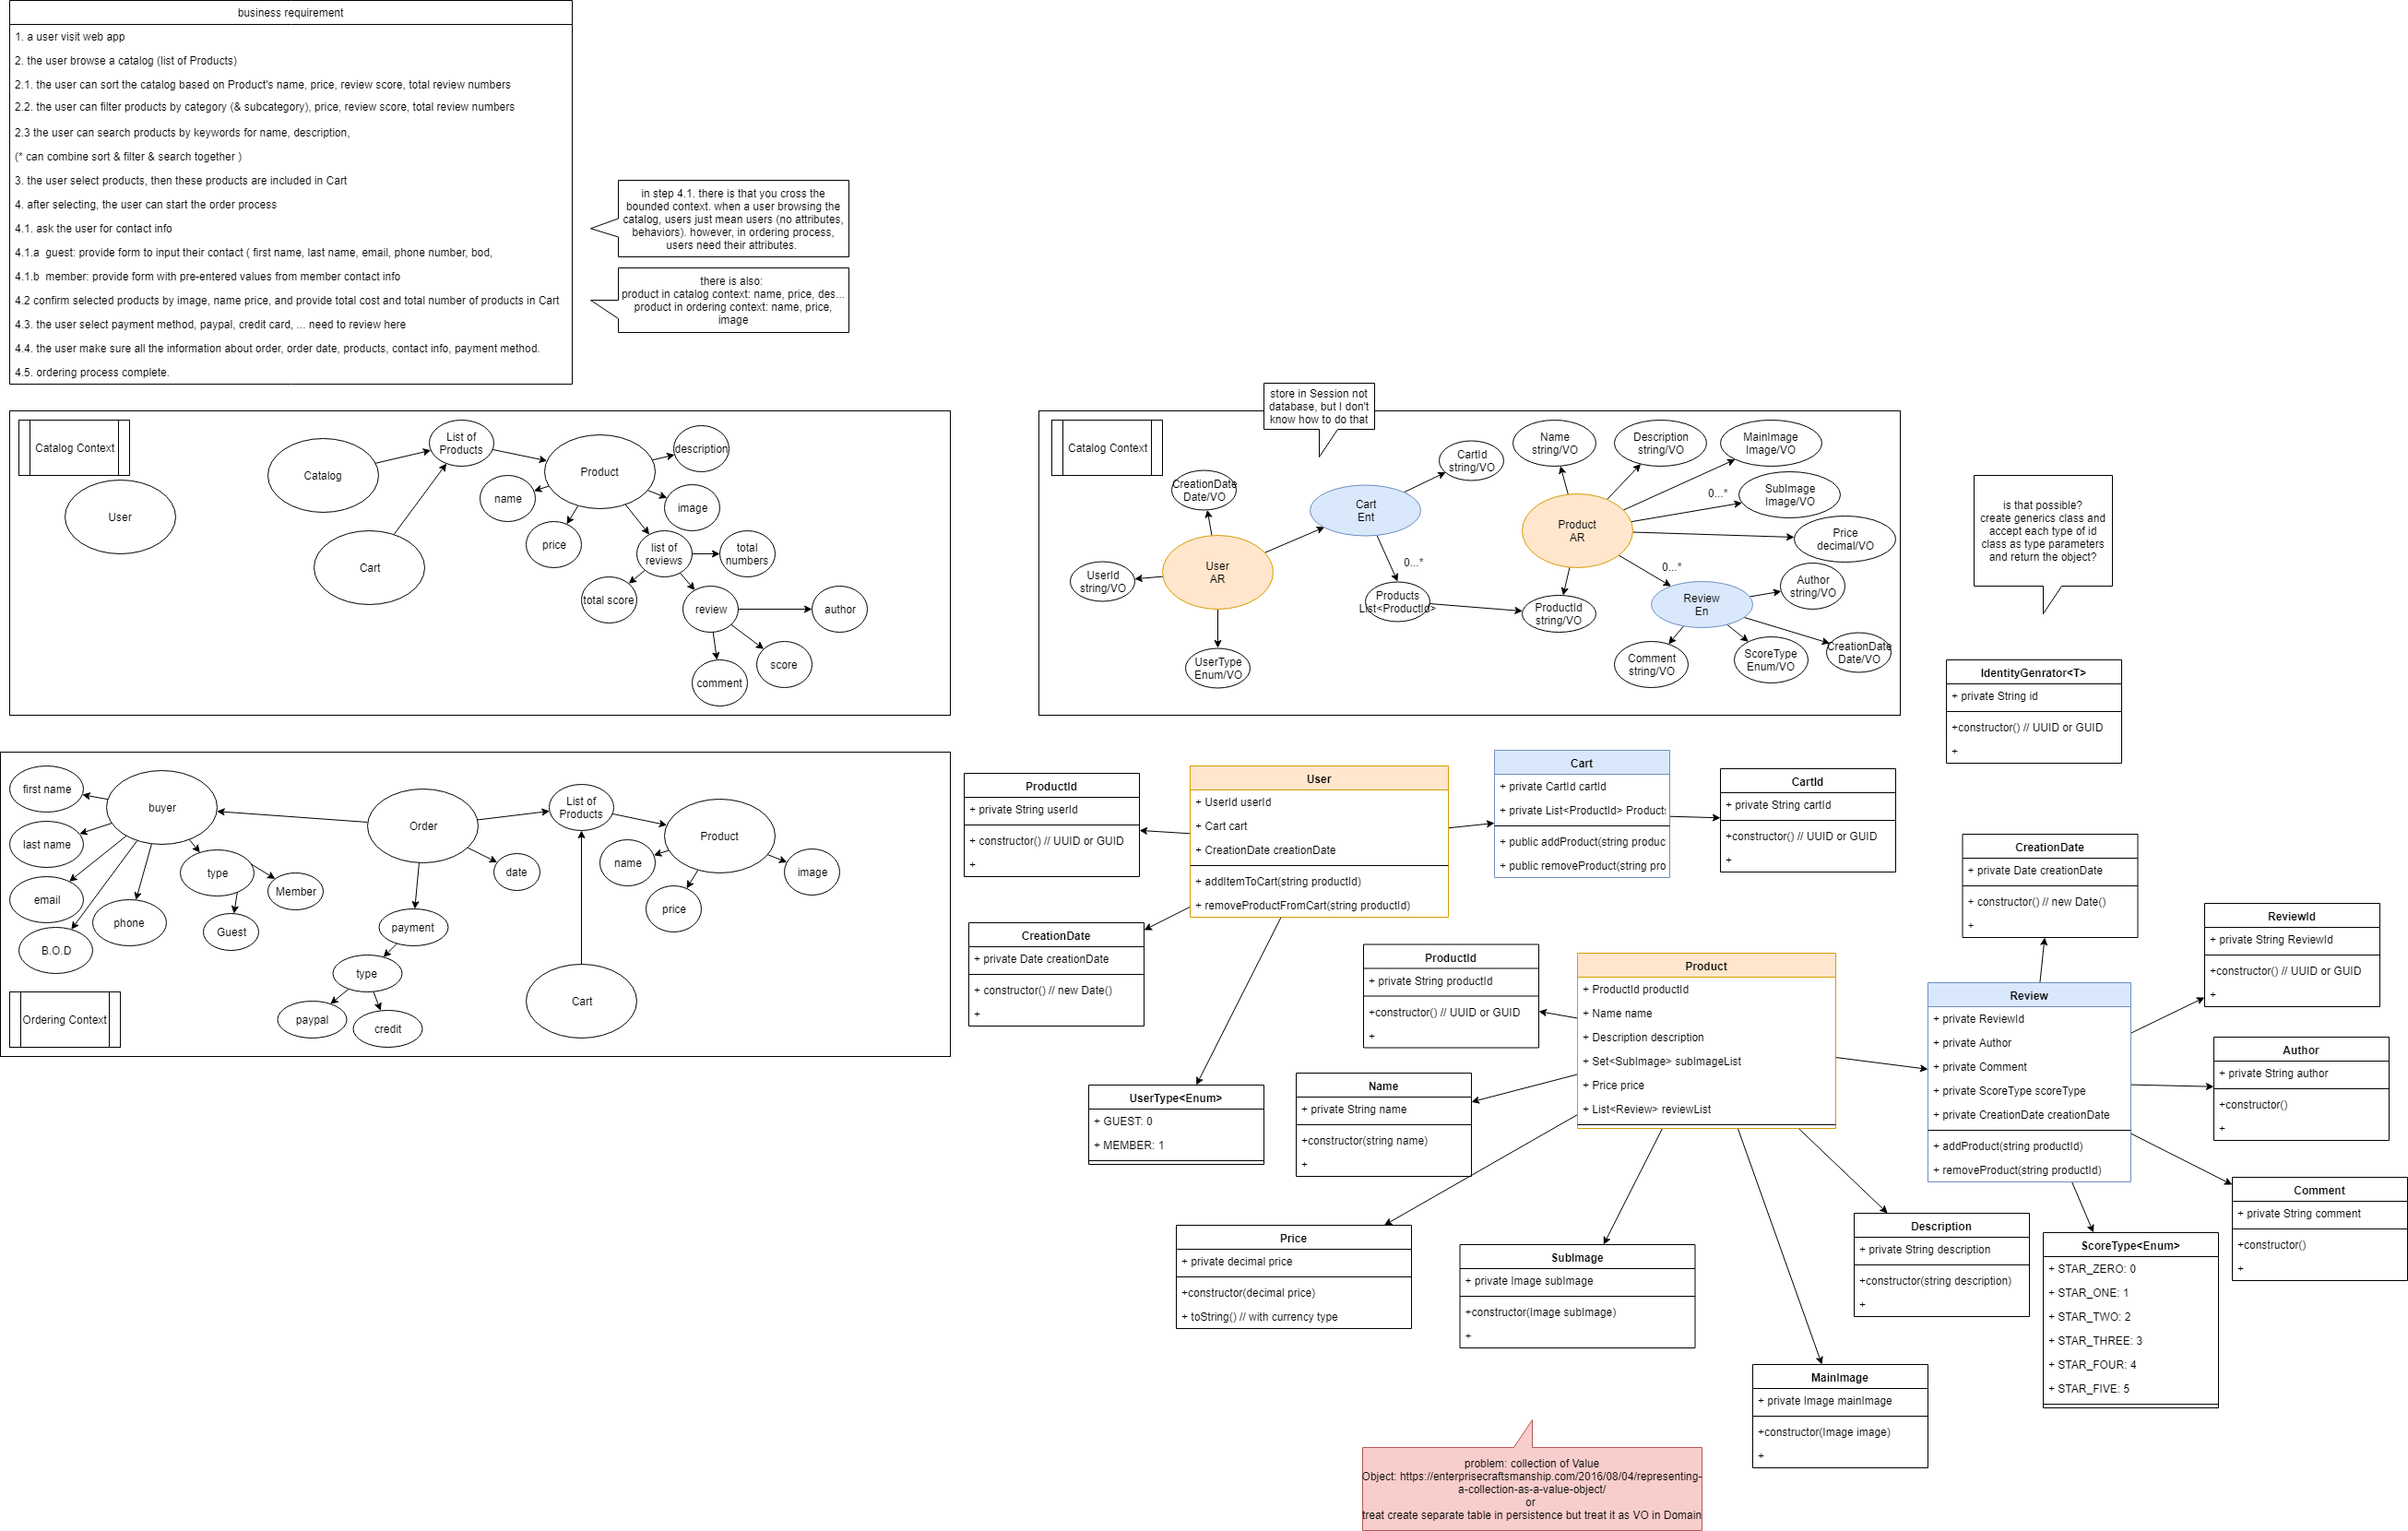 business requirement
1. a user visit web app
2. the user browse a catalog (list of Products)
2.1. the user can sort the catalog based on Product's name, price, review score, total review numbers
2.2. the user can filter products by category (& subcategory), price, review score, total review numbers
2.3 the user can search products by keywords for name, description,
(* can combine sort & filter & search together )
3. the user select products, then these products are included in Cart
4. after selecting, the user can start the order process
4.1. ask the user for contact info
4.1.a  guest: provide form to input their contact ( first name, last name, email, phone number, bod,
4.1.b  member: provide form with pre-entered values from member contact info
4.2 confirm selected products by image, name price, and provide total cost and total number of products in Cart
4.3. the user select payment method, paypal, credit card, ... need to review here
4.4. the user make sure all the information about order, order date, products, contact info, payment method.
4.5. ordering process complete.
in step 4.1. there is that you cross the
bounded context. when a user browsing the
catalog, users just mean users (no attributes,
behaviors). however, in ordering process,
users need their attributes.
there is also:
product in catalog context: name, price, des...
product in ordering context: name, price,
image
Catalog Context
User
Catalog
Cart
List of
Products
Product
description
name
image
price
list of
reviews
total
numbers
total score
review
author
score
comment
store in Session not
database, but I don't
know how to do that
Catalog Context
CreationDate
Date/VO
UserId
string/VO
User
AR
UserType
Enum/VO
Cart
Ent
CartId
string/VO
0...*
Products
List<ProductId>
Name
string/VO
Description
string/VO
MainImage
Image/VO
0...*
SubImage
Image/VO
Product
AR
Price
decimal/VO
0...*
ProductId
string/VO
Review
En
Author
string/VO
Comment
string/VO
ScoreType
Enum/VO
CreationDate
Date/VO
is that possible?
create generics class and
accept each type of id
class as type parameters
and return the object?
IdentityGenrator<T>
+ private String id
+constructor() // UUID or GUID
+
first name
last name
email
B.O.D
phone
buyer
type
Member
Guest
Order
date
payment
type
paypal
credit
List of
Products
Product
name
price
image
Cart
Ordering Context
ProductId
+ private String userId
+ constructor() // UUID or GUID
+
User
+ UserId userId
+ Cart cart
+ CreationDate creationDate
+ addItemToCart(string productId)
+ removeProductFromCart(string productId)
Cart
+ private CartId cartId
+ private List<ProductId> Product
+ public addProduct(string produc
+ public removeProduct(string pro
CartId
+ private String cartId
+constructor() // UUID or GUID
+
CreationDate
+ private Date creationDate
+ constructor() // new Date()
+
UserType<Enum>
+ GUEST: 0
+ MEMBER: 1
ProductId
+ private String productId
+constructor() // UUID or GUID
+
Name
+ private String name
+constructor(string name)
+
Product
+ ProductId productId
+ Name name
+ Description description
+ Set<SubImage> subImageList
+ Price price
+ List<Review> reviewList
CreationDate
+ private Date creationDate
+ constructor() // new Date()
+
Review
+ private ReviewId
+ private Author
+ private Comment
+ private ScoreType scoreType
+ private CreationDate creationDate
+ addProduct(string productId)
+ removeProduct(string productId)
ReviewId
+ private String ReviewId
+constructor() // UUID or GUID
+
Author
+ private String author
+constructor()
+
Comment
+ private String comment
+constructor()
+
Price
+ private decimal price
+constructor(decimal price)
+ toString() // with currency type
SubImage
+ private Image subImage
+constructor(Image subImage)
+
Description
+ private String description
+constructor(string description)
+
MainImage
+ private Image mainImage
+constructor(Image image)
+
ScoreType<Enum>
+ STAR_ZERO: 0
+ STAR_ONE: 1
+ STAR_TWO: 2
+ STAR_THREE: 3
+ STAR_FOUR: 4
+ STAR_FIVE: 5
problem: collection of Value
Object: https://enterprisecraftsmanship.com/2016/08/04/representing-
a-collection-as-a-value-object/
or
treat create separate table in persistence but treat it as VO in Domain